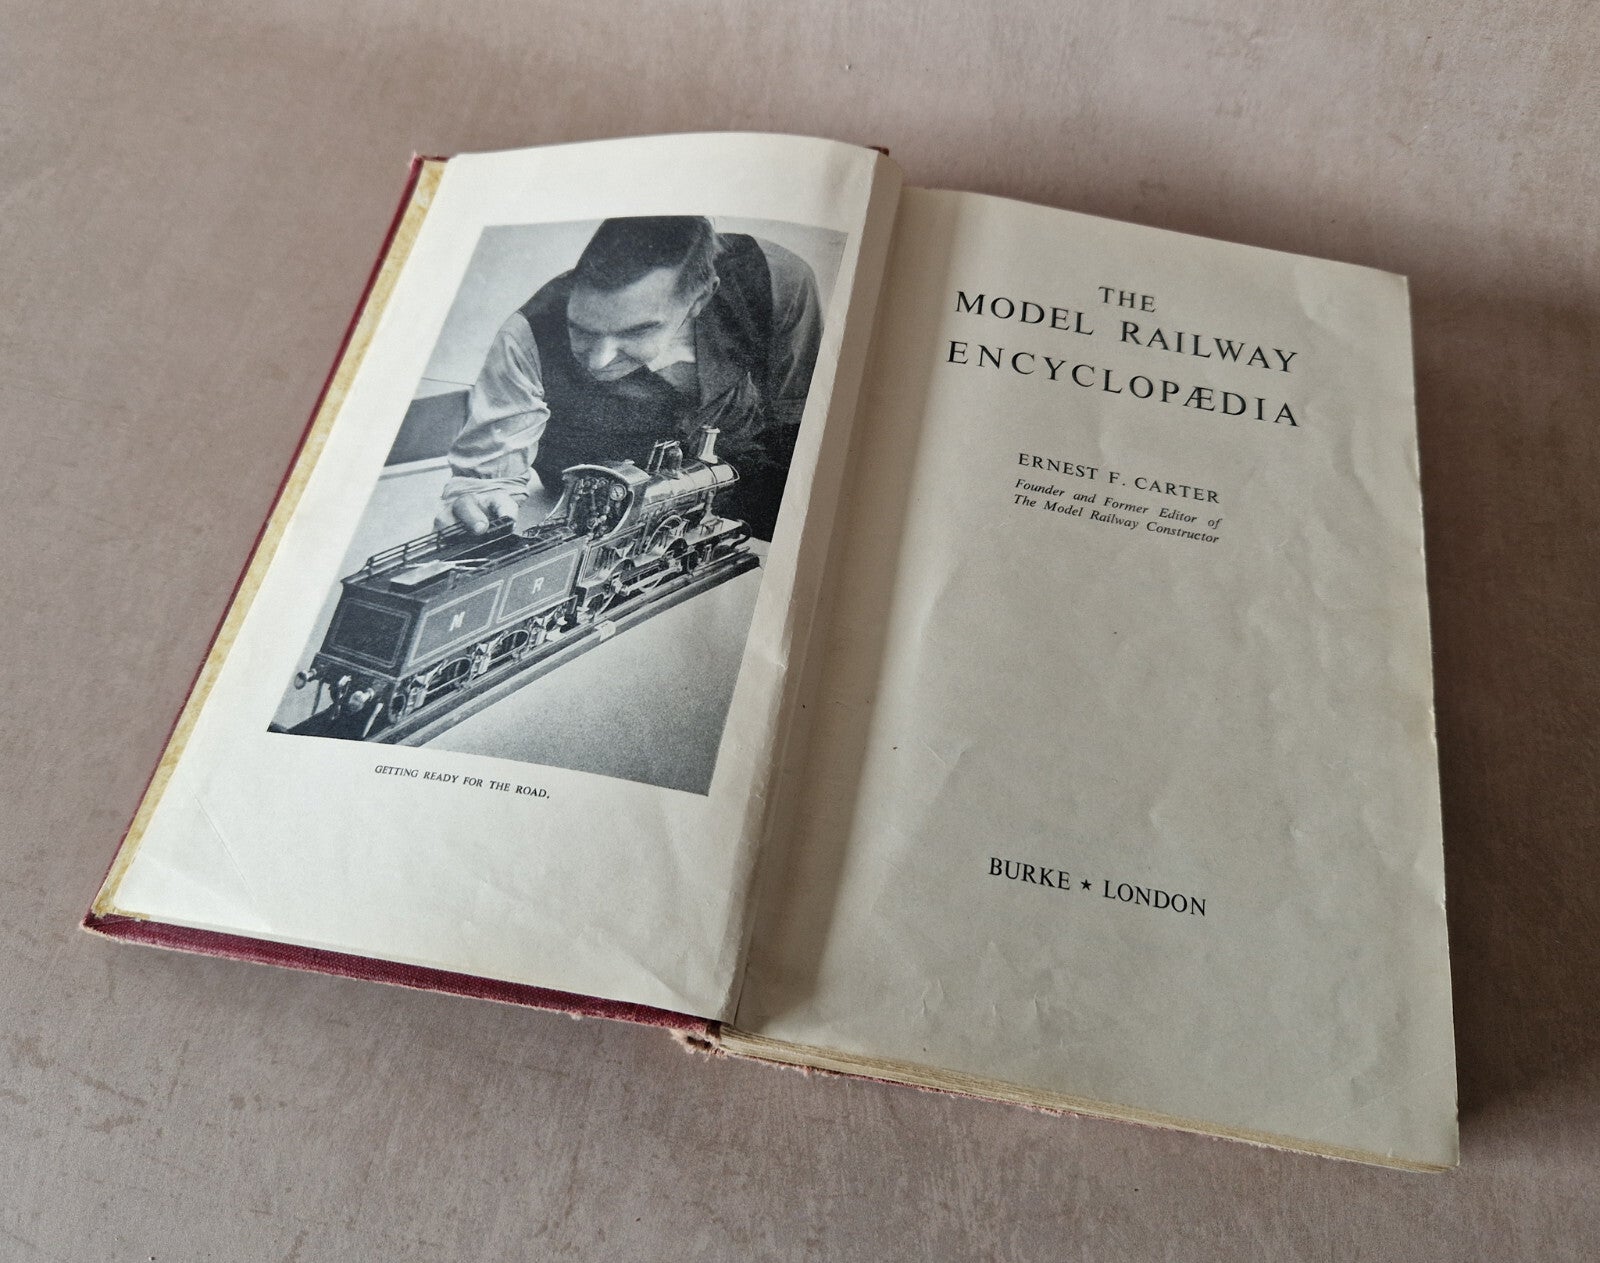 M R
GETTING READY FOR THE ROAD.
THE
MODEL RAILWAY
ENCYCLOPÆDIA
ERNEST F. CARTER
Founder and Former Editor of
The Model Railway Constructor
BURKE ★ LONDON